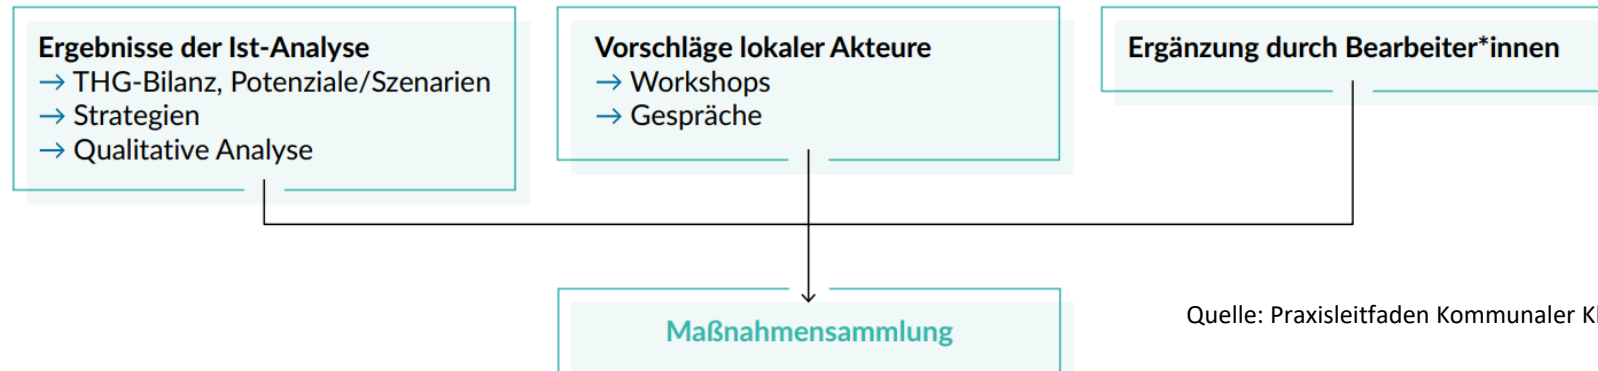 Ergebnisse der Ist-Analyse
→ THG-Bilanz, Potenziale/Szenarien
→ Strategien
→ Qualitative Analyse
Vorschläge lokaler Akteure
→ Workshops
→ Gespräche
Ergänzung durch Bearbeiter*innen
Maßnahmensammlung
Quelle: Praxisleitfaden Kommunaler